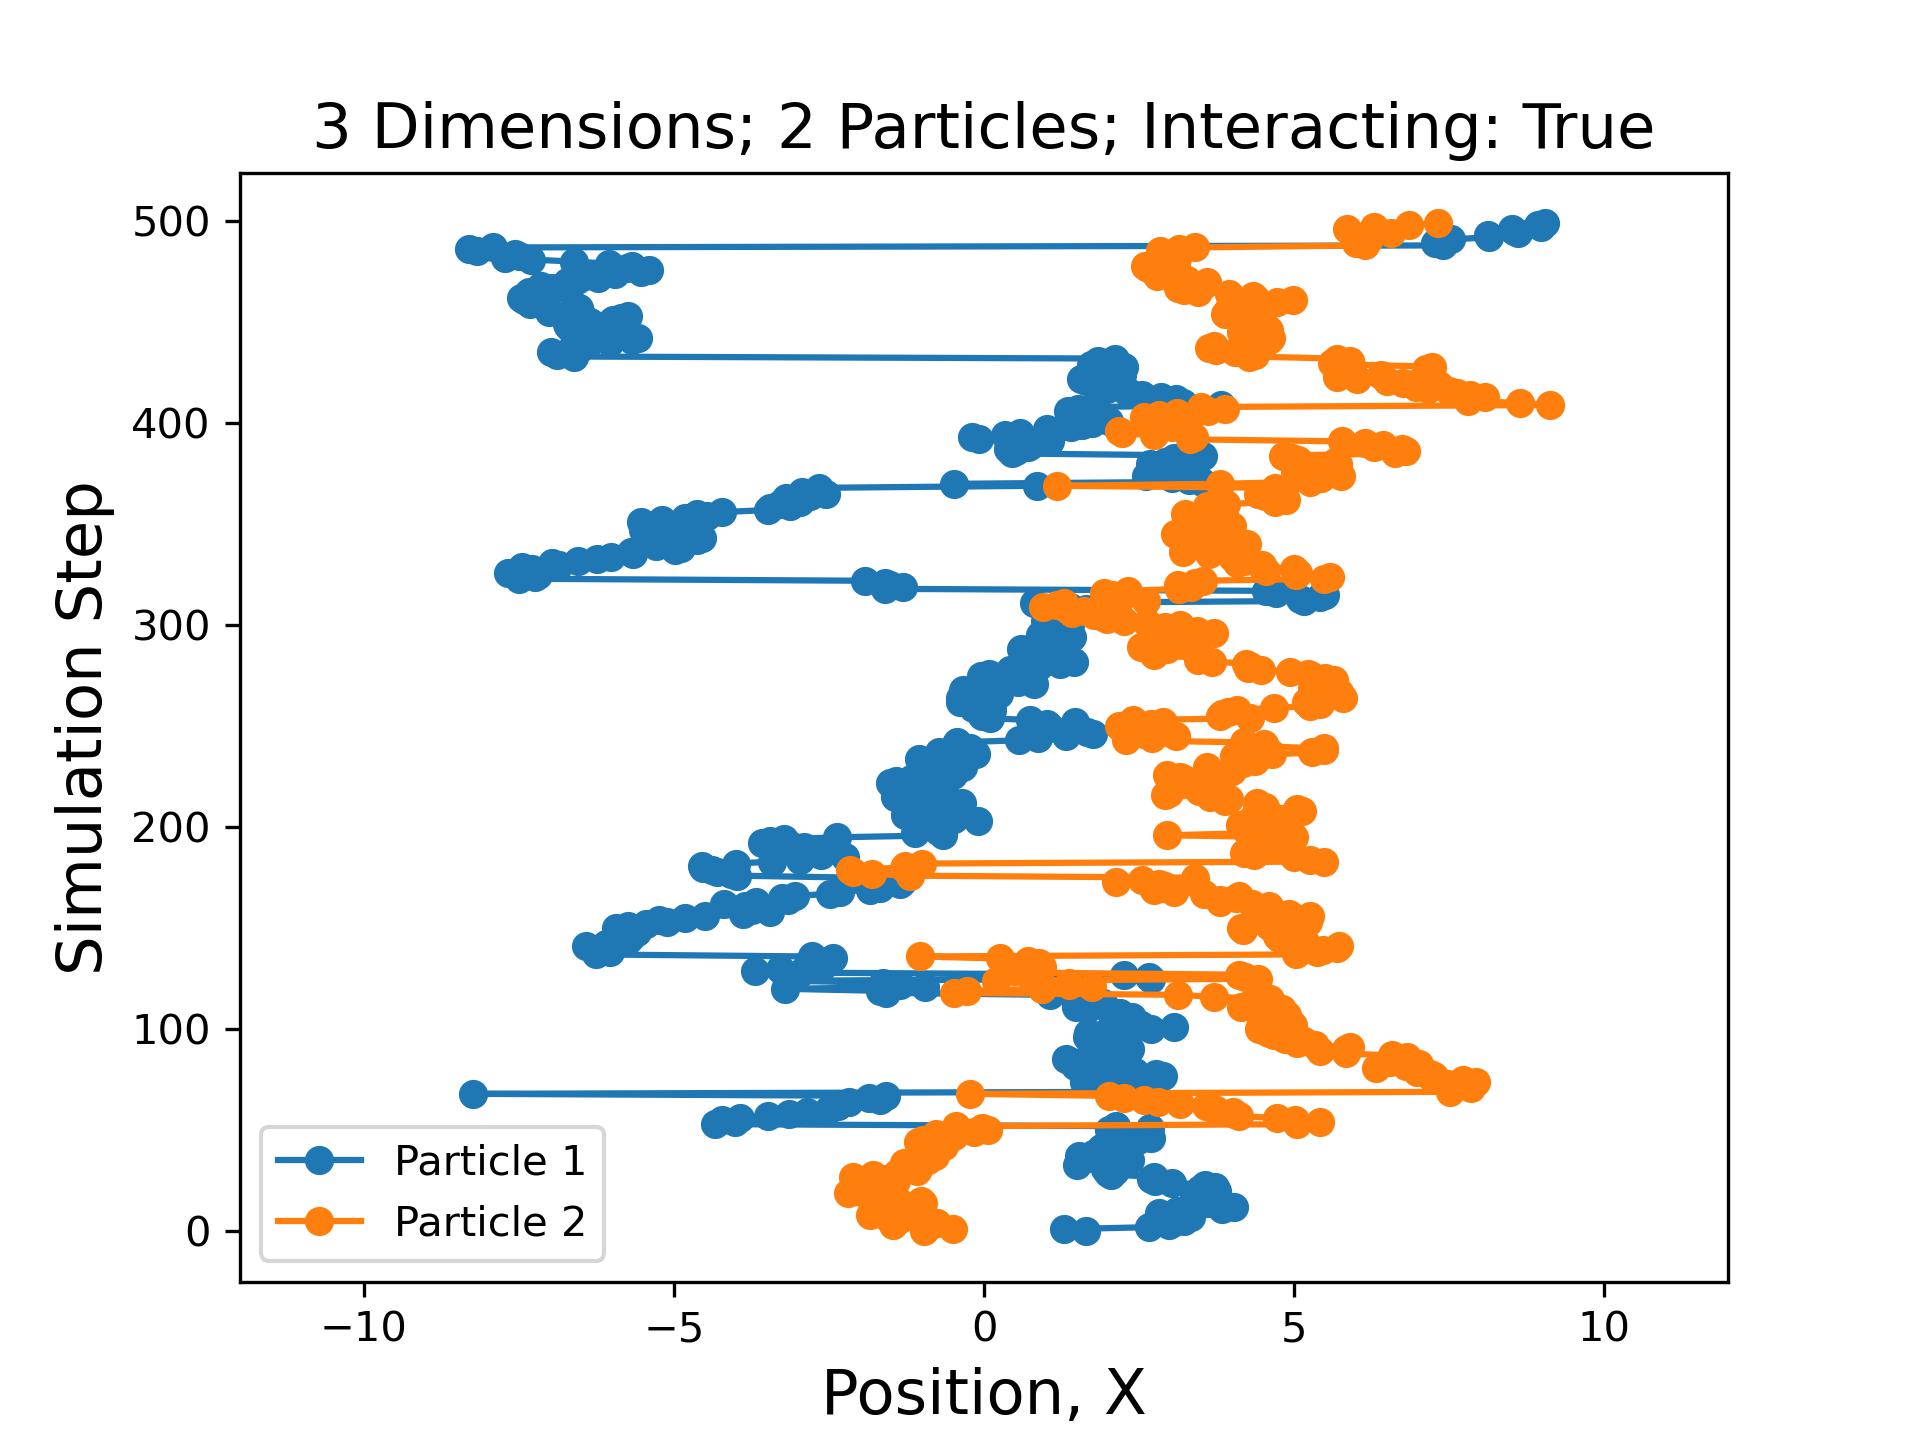 3 Dimensions; 2 Particles; Interacting: True
Simulation Step
500
400
300
200
100
0
Particle 1
Particle 2
−10
−5
0
5
10
Position, X